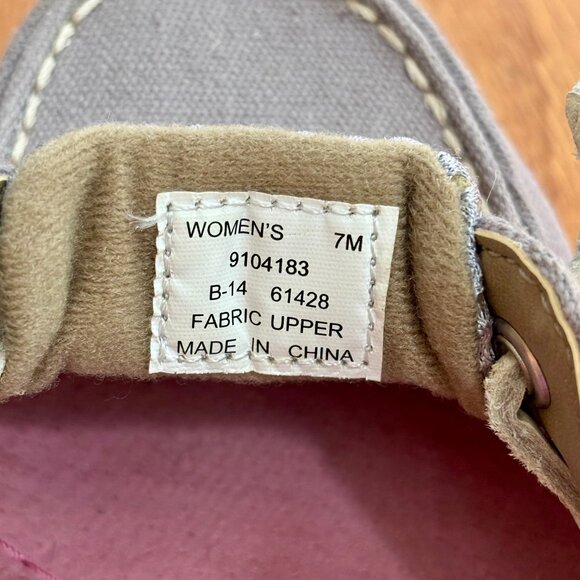 WOMEN'S 7M
9104183
B-14 61428
FABRIC UPPER
MADE IN CHINA